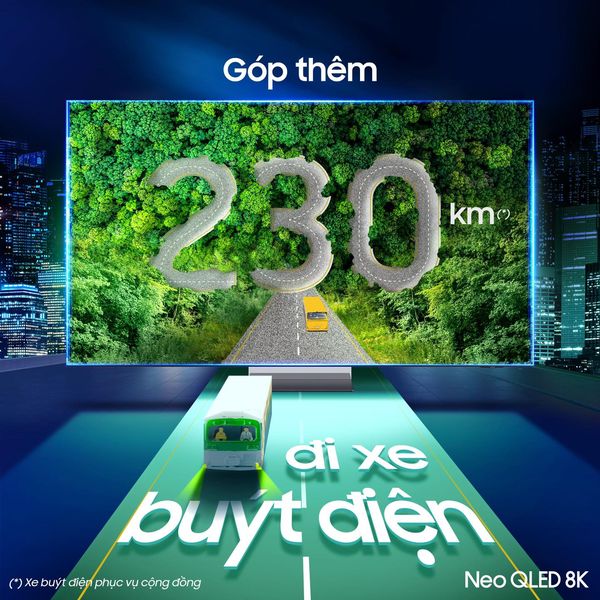 Góp thêm
230
km(*)
đi xe
buýt điện
(*) Xe buýt điện phục vụ cộng đồng
Neo QLED 8K